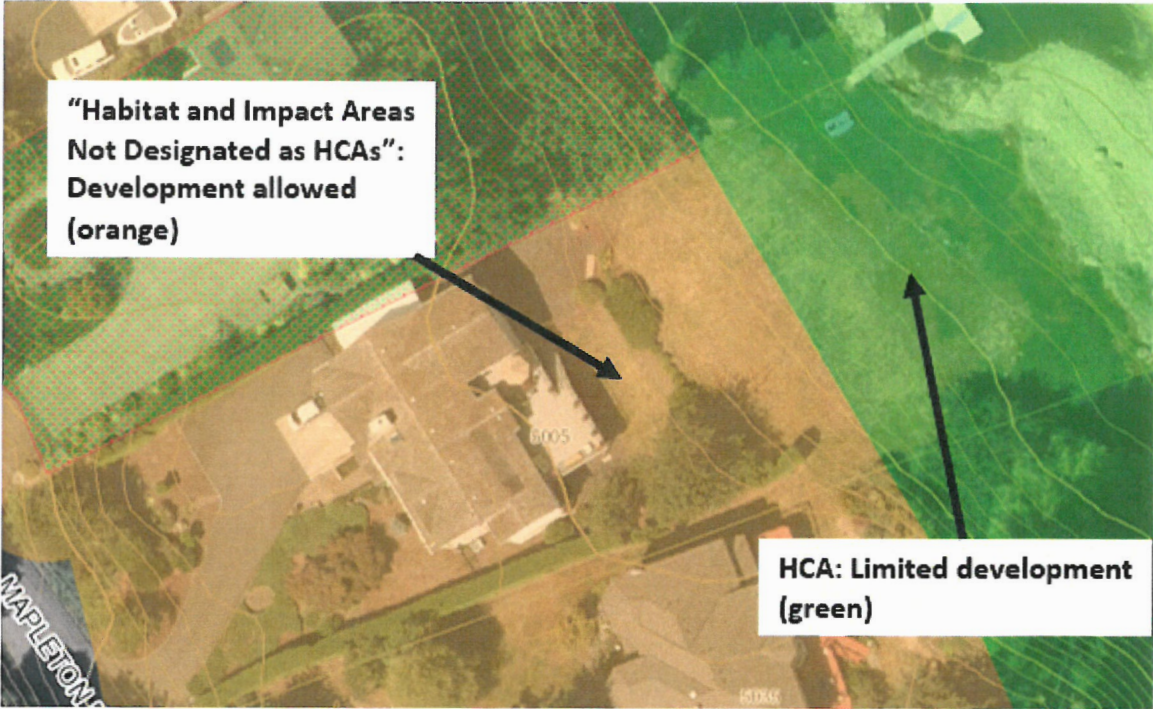 “Habitat and Impact Areas
Not Designated as HCAs”:
Development allowed
(orange)
6005
HCA: Limited development
(green)
MAPLETON